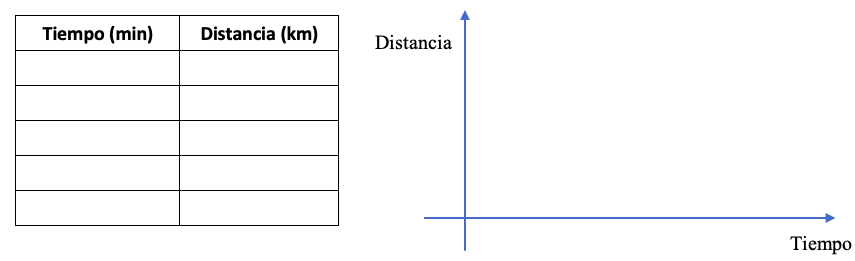 Tiempo (min) Distancia (km)
Distancia
Tiempo